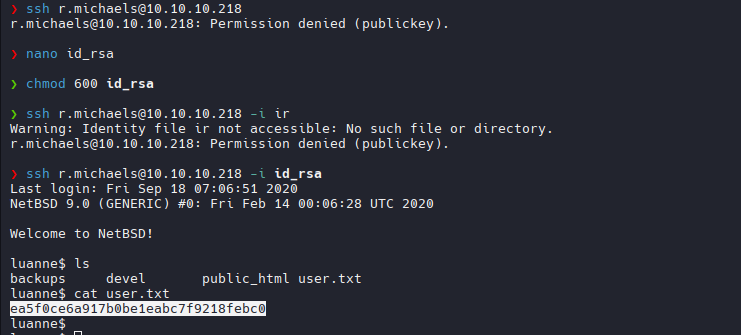 ❯ ssh r.michaels@10.10.10.218
r.michaels@10.10.10.218: Permission denied (publickey).
❯ nano id_rsa
❯ chmod 600 id_rsa
❯ ssh r.michaels@10.10.10.218 -i ir
Warning: Identity file ir not accessible: No such file or directory.
r.michaels@10.10.10.218: Permission denied (publickey).
❯ ssh r.michaels@10.10.10.218 -i id_rsa
Last login: Fri Sep 18 07:06:51 2020
NetBSD 9.0 (GENERIC) #0: Fri Feb 14 00:06:28 UTC 2020
Welcome to NetBSD!
luanne$ ls
backups devel public_html user.txt
luanne$ cat user.txt
ea5f0ce6a917b0be1eabc7f9218febc0
luanne$